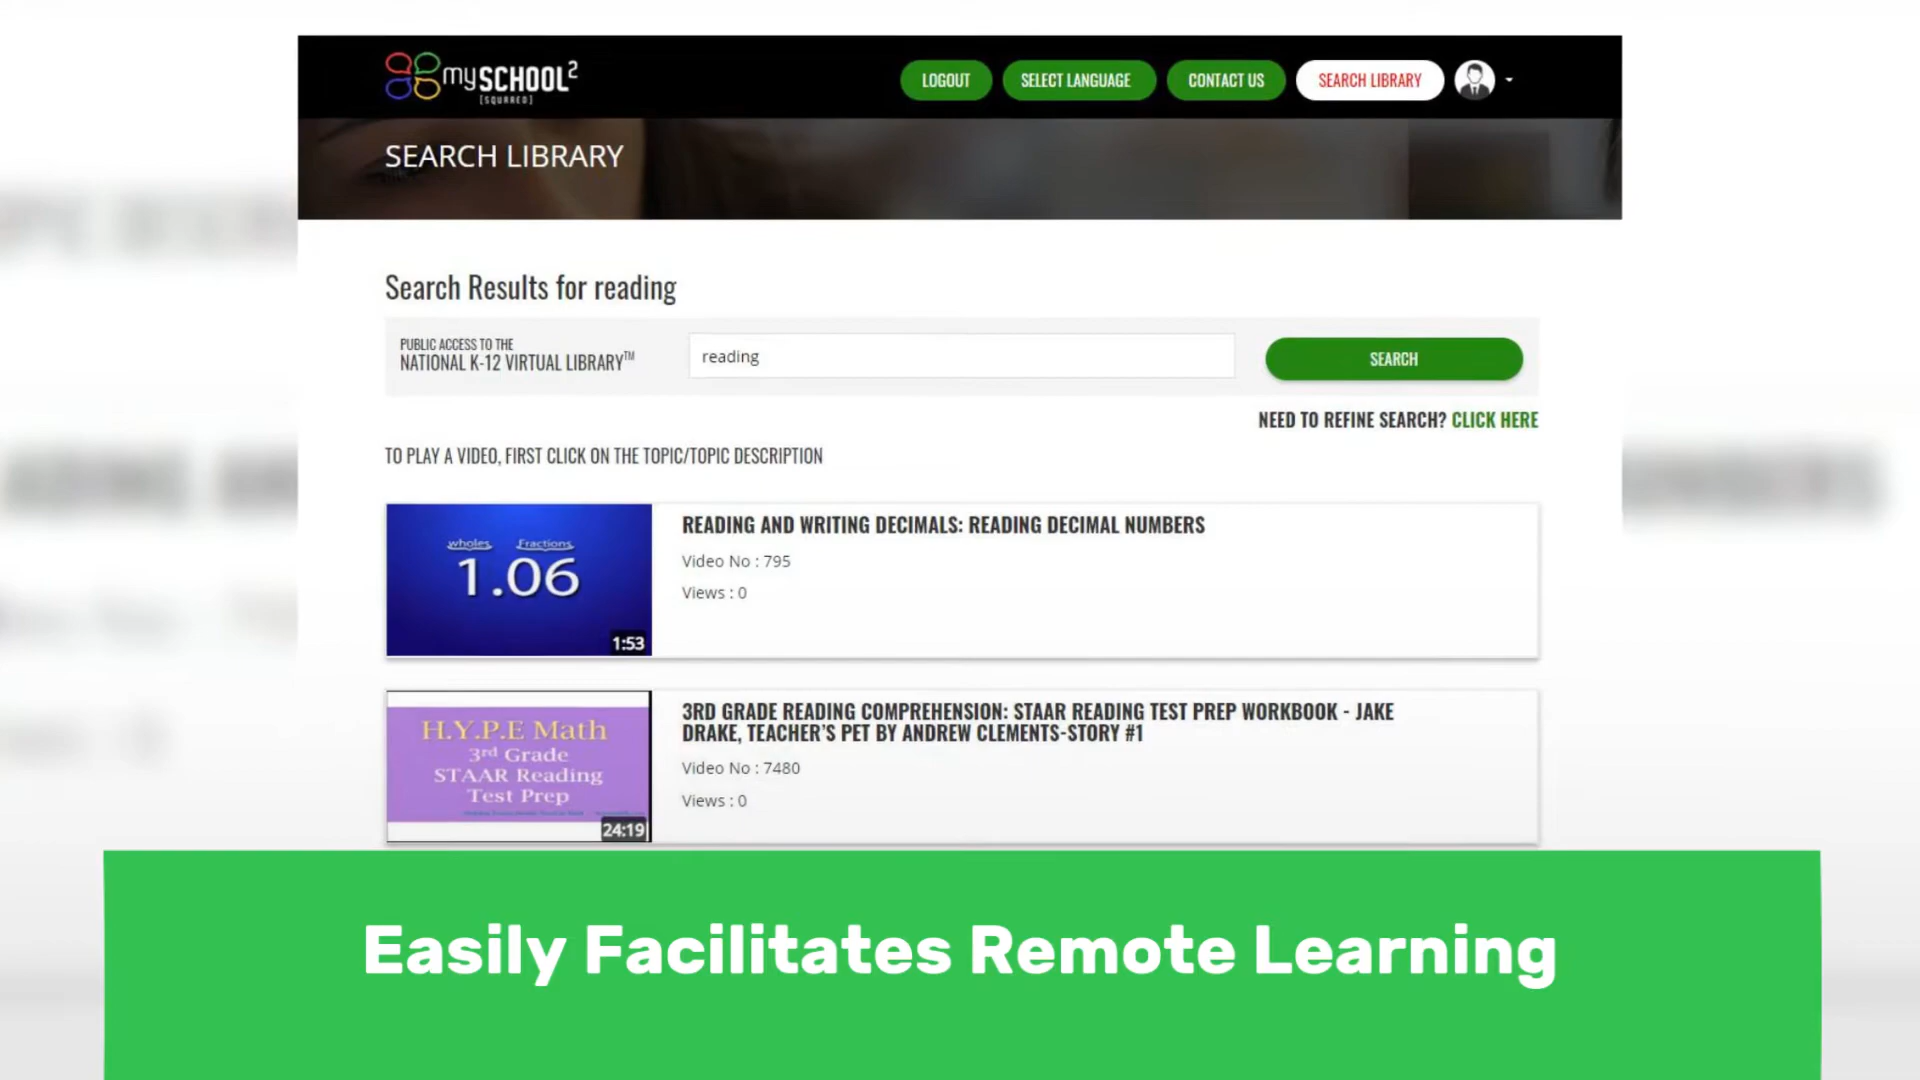 mySCHOOL2
[SQUARED]
LOGOUT
SELECT LANGUAGE
CONTACT US
SEARCH LIBRARY
SEARCH LIBRARY
Search Results for reading
PUBLIC ACCESS TO THE
NATIONAL K-12 VIRTUAL LIBRARY™
reading
SEARCH
NEED TO REFINE SEARCH? CLICK HERE
TO PLAY A VIDEO, FIRST CLICK ON THE TOPIC/TOPIC DESCRIPTION
wholes Fractions
1.06
1:53
READING AND WRITING DECIMALS: READING DECIMAL NUMBERS
Video No : 795
Views : 0
H.Y.P.E Math
3rd Grade
STAAR Reading
Test Prep
24:19
3RD GRADE READING COMPREHENSION: STAAR READING TEST PREP WORKBOOK - JAKE
DRAKE, TEACHER'S PET BY ANDREW CLEMENTS-STORY #1
Video No : 7480
Views : 0
Easily Facilitates Remote Learning